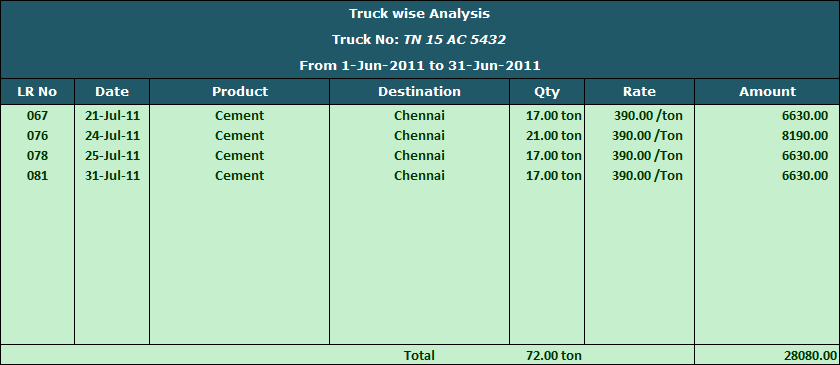 Truck wise Analysis
Truck No: TN 15 AC 5432
From 1-Jun-2011 to 31-Jun-2011
LR No Date Product Destination Qty Rate Amount
067 21-Jul-11 Cement Chennai 17.00 ton 390.00 /ton 6630.00
076 24-Jul-11 Cement Chennai 21.00 ton 390.00 /Ton 8190.00
078 25-Jul-11 Cement Chennai 17.00 ton 390.00 /Ton 6630.00
081 31-Jul-11 Cement Chennai 17.00 ton 390.00 /Ton 6630.00
Total 72.00 ton 28080.00